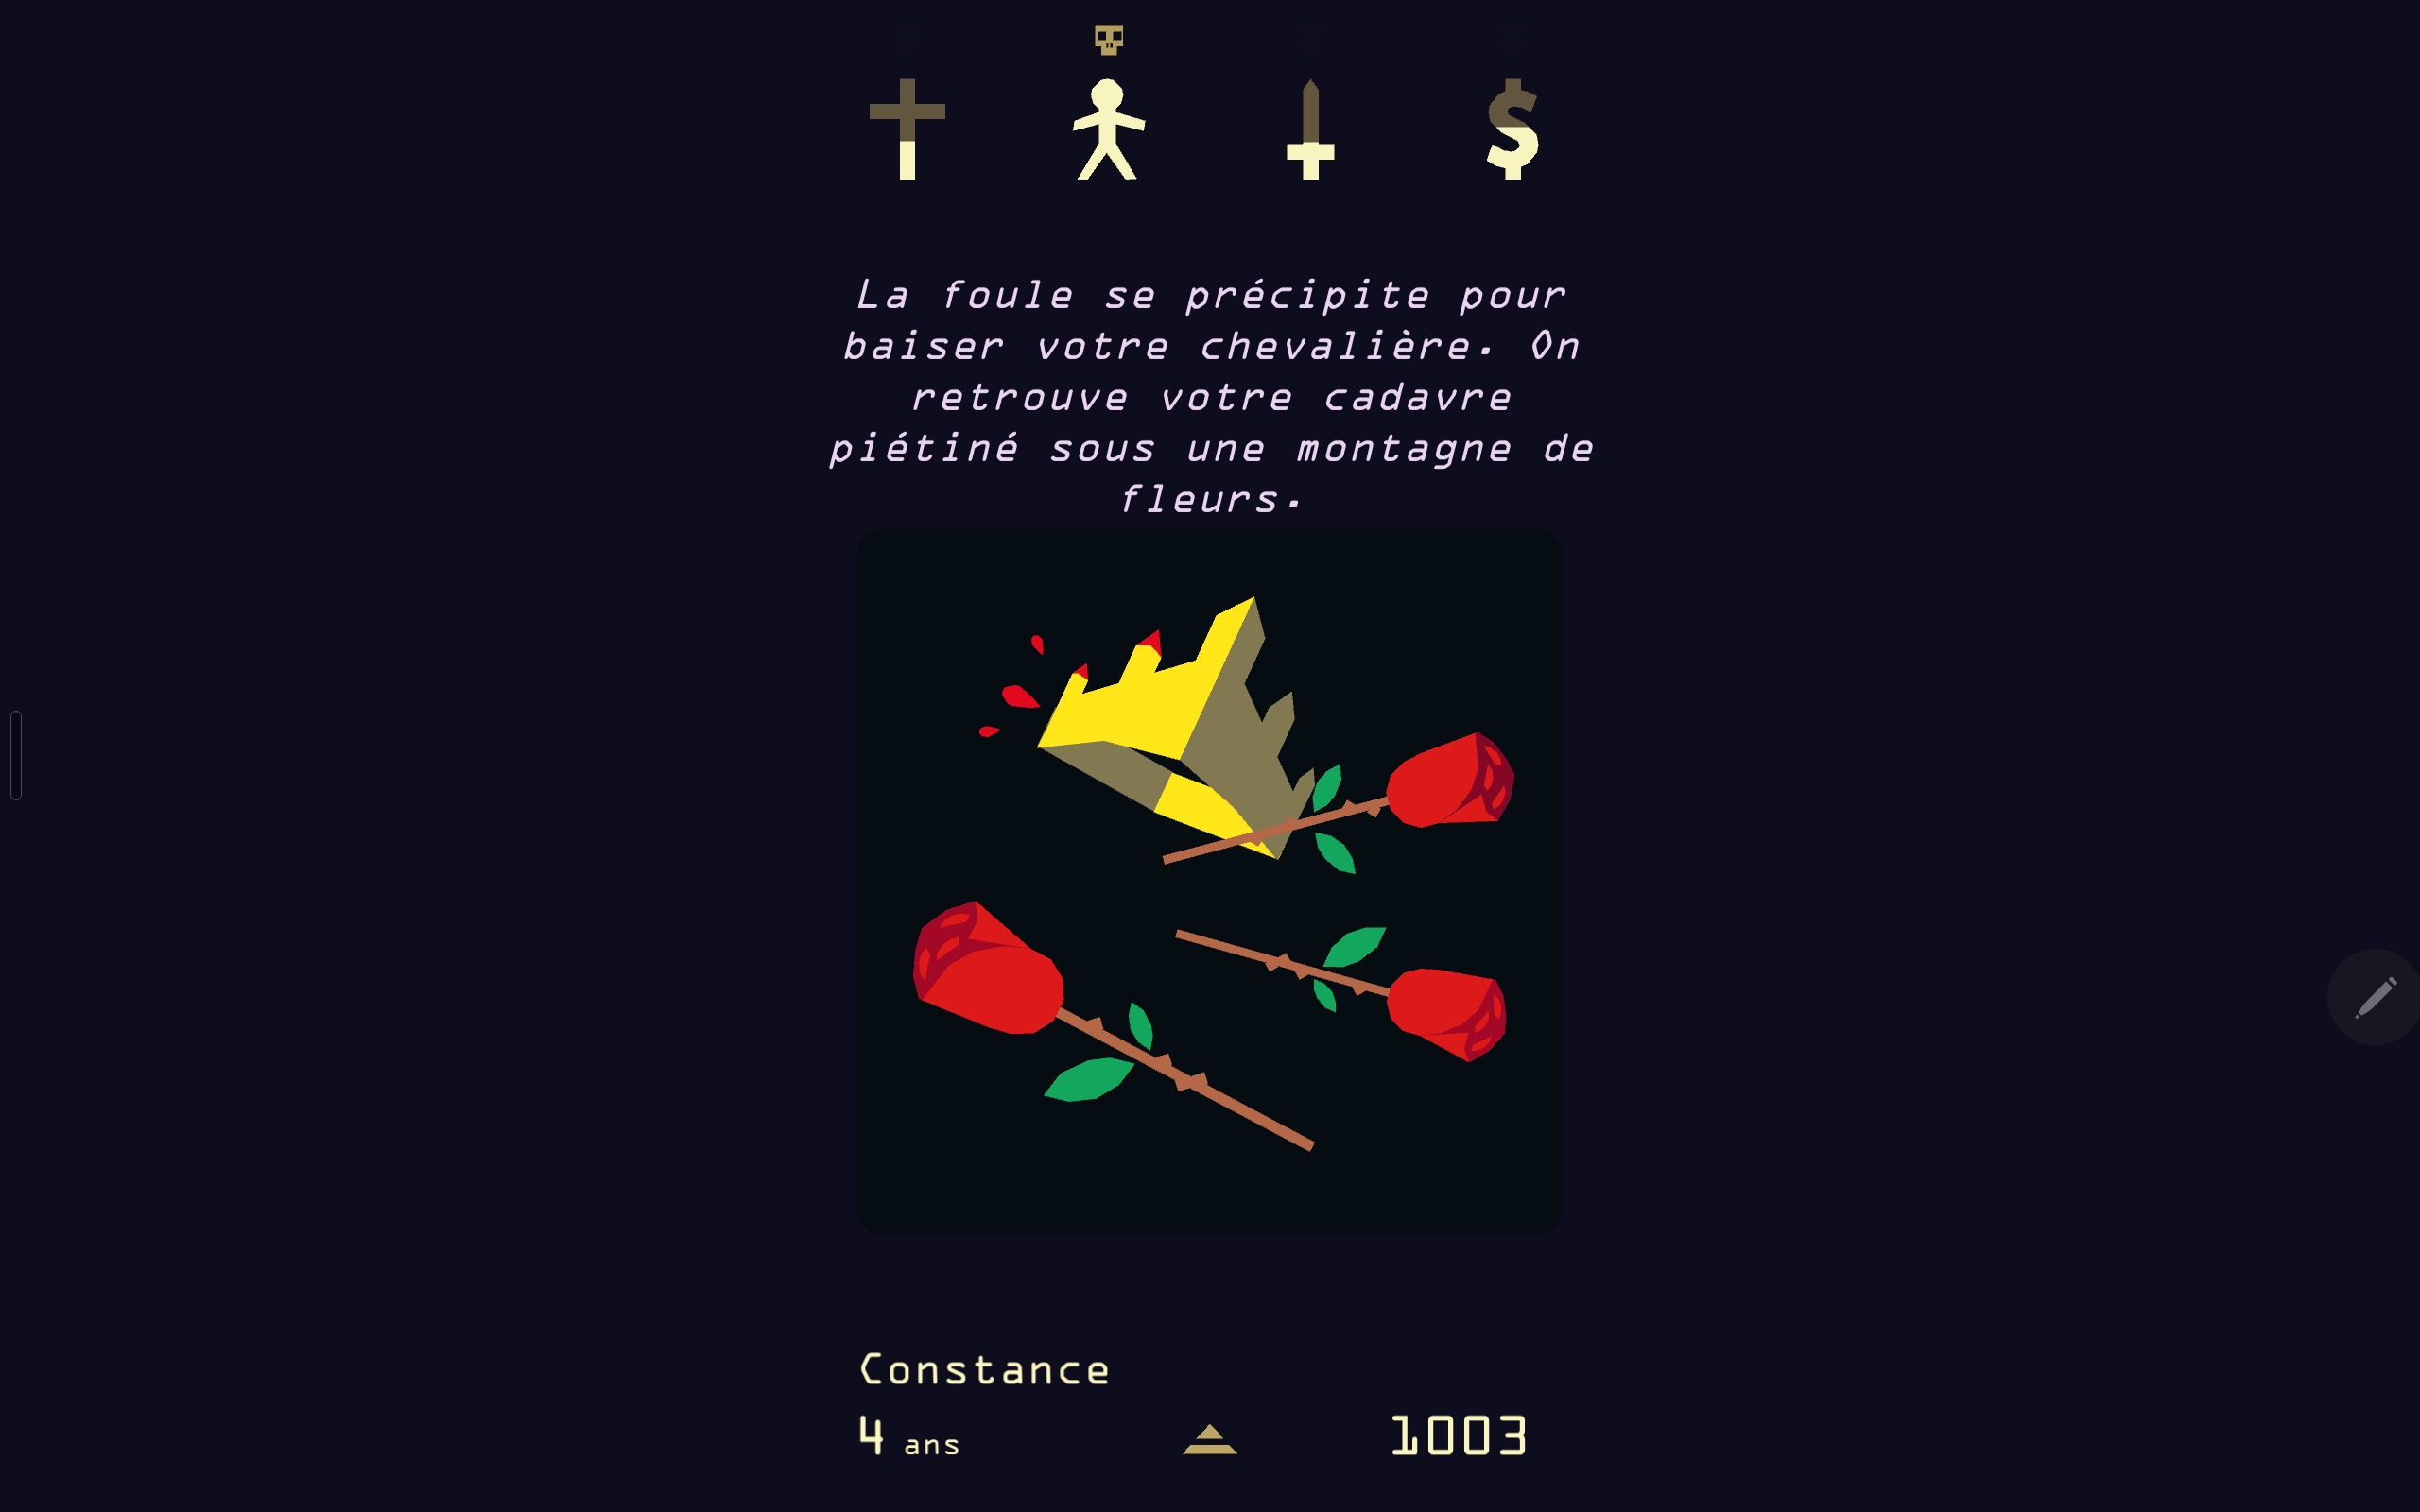 La foule se précipite pour
baiser votre chevalière. On
retrouve votre cadavre
piétiné sous une montagne de
fleurs.
Constance
4 ans
1003